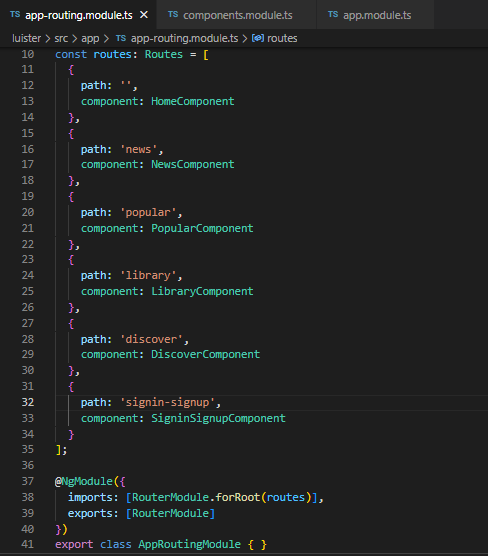 TS app-routing.module.ts × TS components.module.ts TS app.module.ts
luister > src > app > TS app-routing.module.ts > routes
10 const routes: Routes = [
11 {
12 path: '',
13 component: HomeComponent
14 },
15 {
16 path: 'news',
17 component: NewsComponent
18 },
19 {
20 path: 'popular',
21 component: PopularComponent
22 },
23 {
24 path: 'library',
25 component: LibraryComponent
26 },
27 {
28 path: 'discover',
29 component: DiscoverComponent
30 },
31 {
32 path: 'signin-signup',
33 component: SigninSignupComponent
34 }
35 ];
36
37 @NgModule({
38 imports: [RouterModule.forRoot(routes)],
39 exports: [RouterModule]
40 })
41 export class AppRoutingModule { }